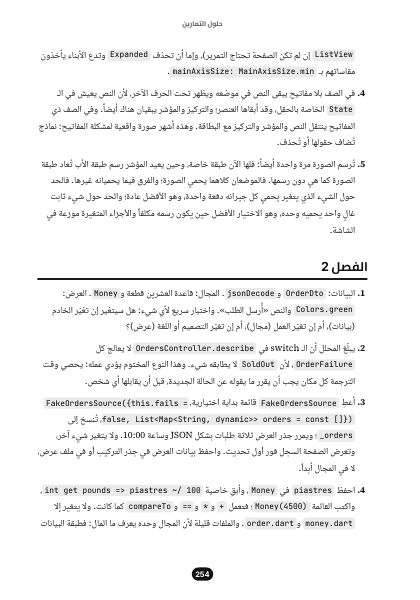 حلول التمارين
ListView إن لم تكن الصفحة تحتاج التمرير)، وإما أن تحذف Expanded وتدع الأبناء يأخذون
مقاساتهم بـ mainAxisSize: MainAxisSize.min .
4. في الصف بلا مفاتيح يبقى النص في موضعه ويظهر تحت الحرف الآخر، لأن النص يعيش في الـ
State الخاصة بالحقل، وقد أبقاها العنصر؛ والتركيز والمؤشر يبقيان هناك أيضاً. وفي الصف ذي
المفاتيح ينتقل النص والمؤشر والتركيز مع البطاقة. وهذه أشهر صورة واقعية لمشكلة المفاتيح: نماذج
تُضاف حقولها أو تُحذف.
5. تُرسم الصورة مرة واحدة أيضاً: فلها الآن طبقة خاصة، وحين يعيد المؤشر رسم طبقة الأب تُعاد طبقة
الصورة كما هي دون رسمها. فالموضعان كلاهما يحمي الصورة؛ والفرق فيما يحميانه غيرها. فالحد
حول الشيء الذي يتغير يحمي كل جيرانه دفعة واحدة، وهو الأفضل عادة؛ والحد حول شيء ثابت
غالٍ واحد يحميه وحده، وهو الاختيار الأفضل حين يكون رسمه مكلفاً والأجزاء المتغيرة موزعة في
الشاشة.
الفصل 2
1. البيانات: OrderDto و jsonDecode . المجال: قاعدة العشرين قطعة و Money . العرض:
Colors.green والنص «أُرسل الطلب». واختبار سريع لأي شيء: هل سيتغير إن تغيّر الخادم
(بيانات)، أم إن تغيّر العمل (مجال)، أم إن تغيّر التصميم أو اللغة (عرض)؟
2. يبلّغ المحلل أن الـ switch في OrdersController.describe لا يعالج كل
OrderFailure ، لأن SoldOut لا يطابقه شيء. وهذا النوع المختوم يؤدي عمله: يحصي وقت
الترجمة كل مكان يجب أن يقرر ما يقوله عن الحالة الجديدة، قبل أن يقابلها أي شخص.
3. أعطِ FakeOrdersSource قائمة بداية اختيارية، FakeOrdersSource({this.fails =
false, List<Map<String, dynamic>> orders = const []}) ، تُنسخ إلى
_orders ؛ ويمرر جذر العرض ثلاثة طلبات بشكل JSON وساعة 10:00. ولا يتغير شيء آخر،
وتعرض الصفحة السجل فور أول تحديث. واحفظ بيانات العرض في جذر التركيب أو في ملف عرض،
لا في المجال أبداً.
4. احفظ piastres في Money ، وأبقِ خاصية int get pounds => piastres ~/ 100 ،
واكتب القائمة Money(4500) ؛ فتعمل + و * و == و compareTo كما كانت. ولا يتغير إلا
money.dart و order.dart . والملفات قليلة لأن المجال وحده يعرف ما المال: فطبقة البيانات
254